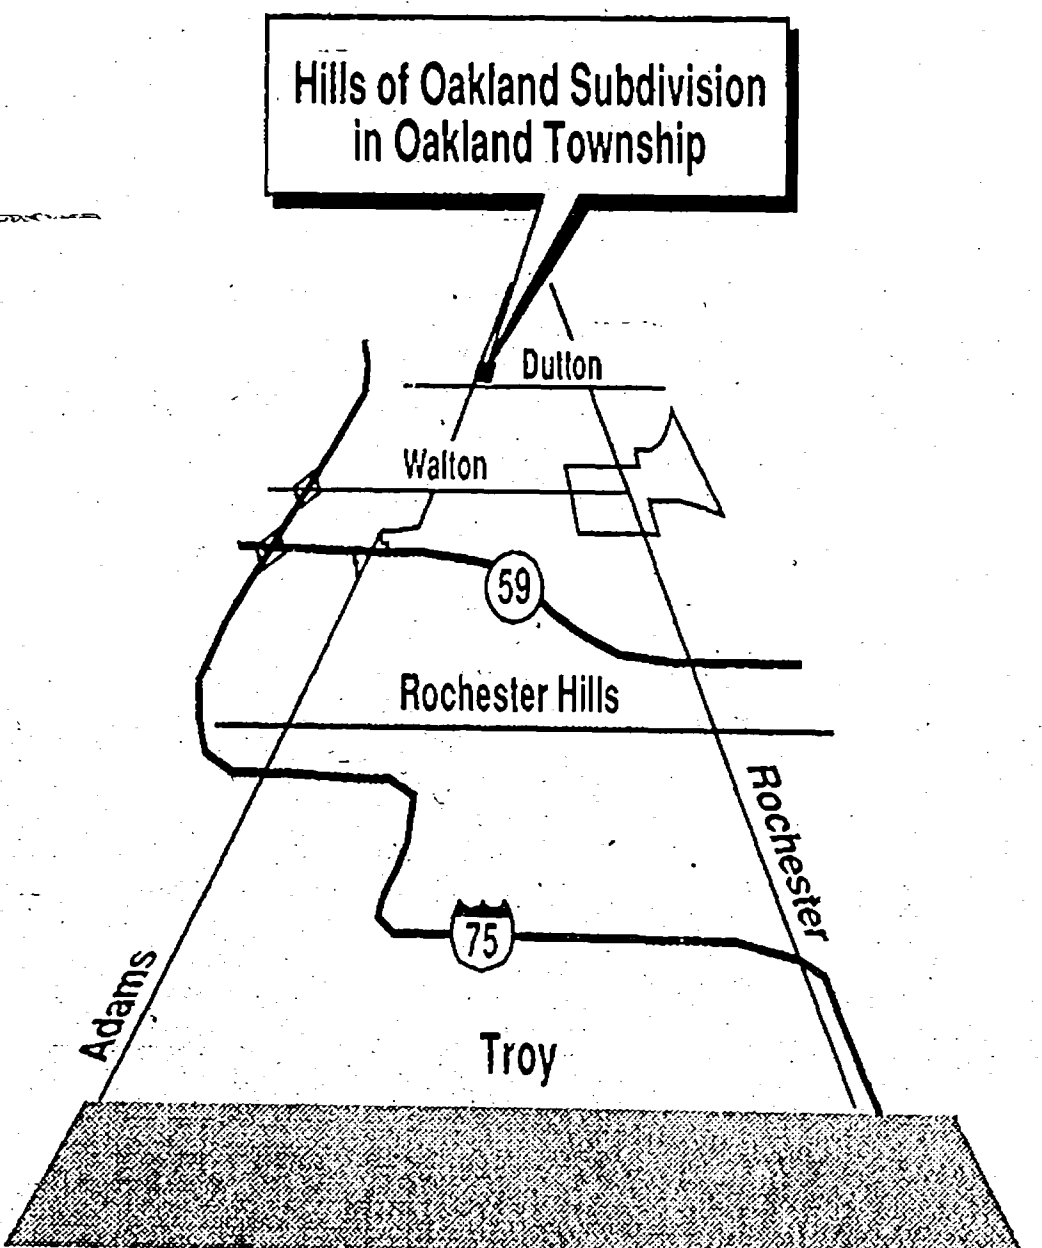 Hills of Oakland Subdivision
in Oakland Township
Dutton
Walton
59
Rochester Hills
Rochester
75
Adams
Troy